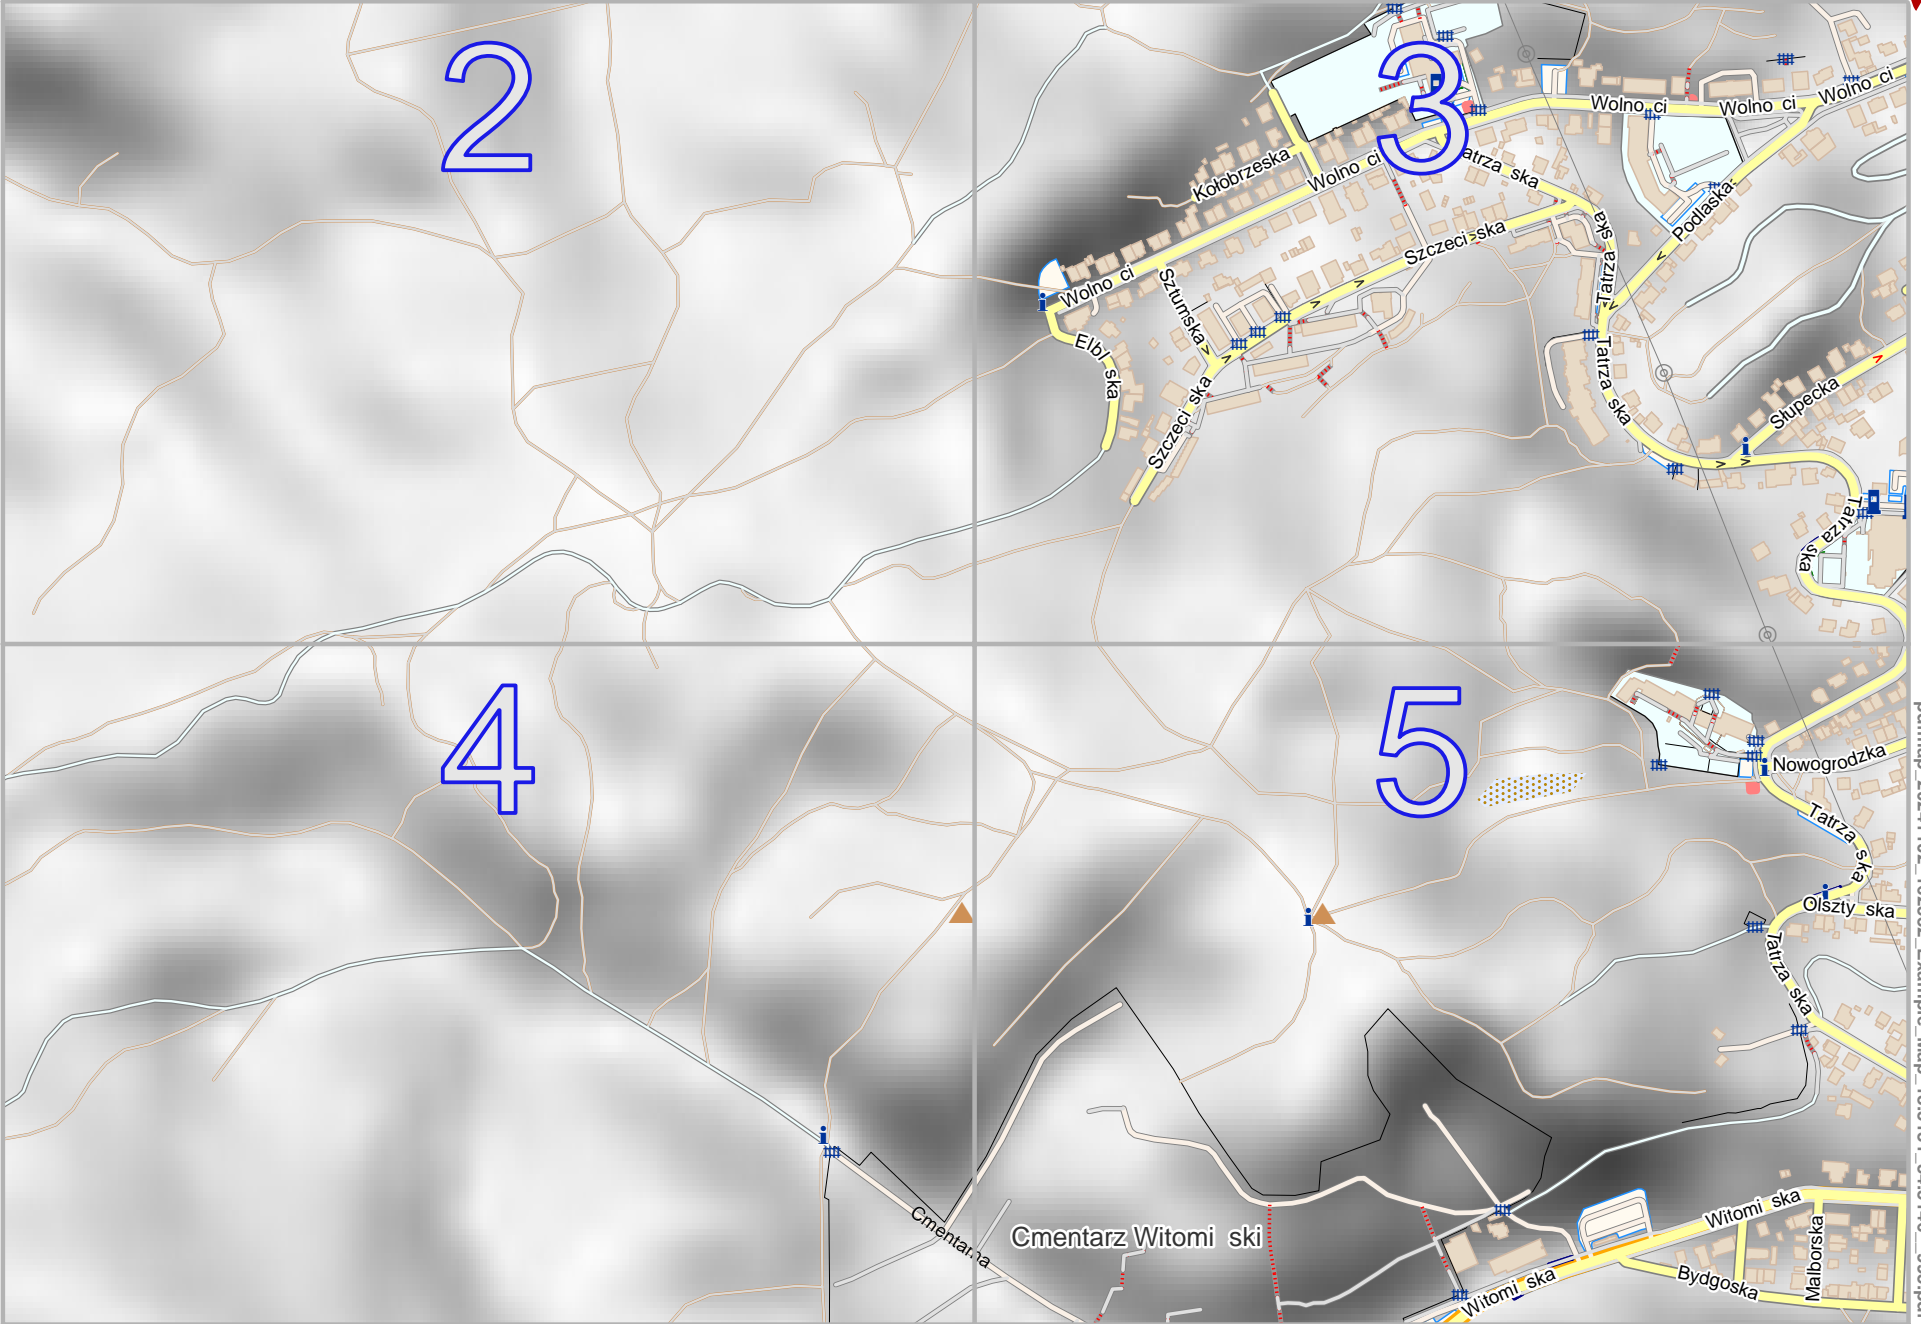 2
3
Wolno ci
Wolno ci
Wolno ci
Kołobrzeska
Wolno ci
atrza ska
Podlaska
Szczeci ska
Tatrza ska
Wolno ci
Sztumska
Elbl ska
Szczeci ska
Tatrza ska
Słupecka
Tatrza ska
4
5
Nowogrodzka
Tatrza ska
Olszty ska
Tatrza ska
Cmentarna
Cmentarz Witomi ski
Witomi ska
Malborska
Bydgoska
Witomi ska